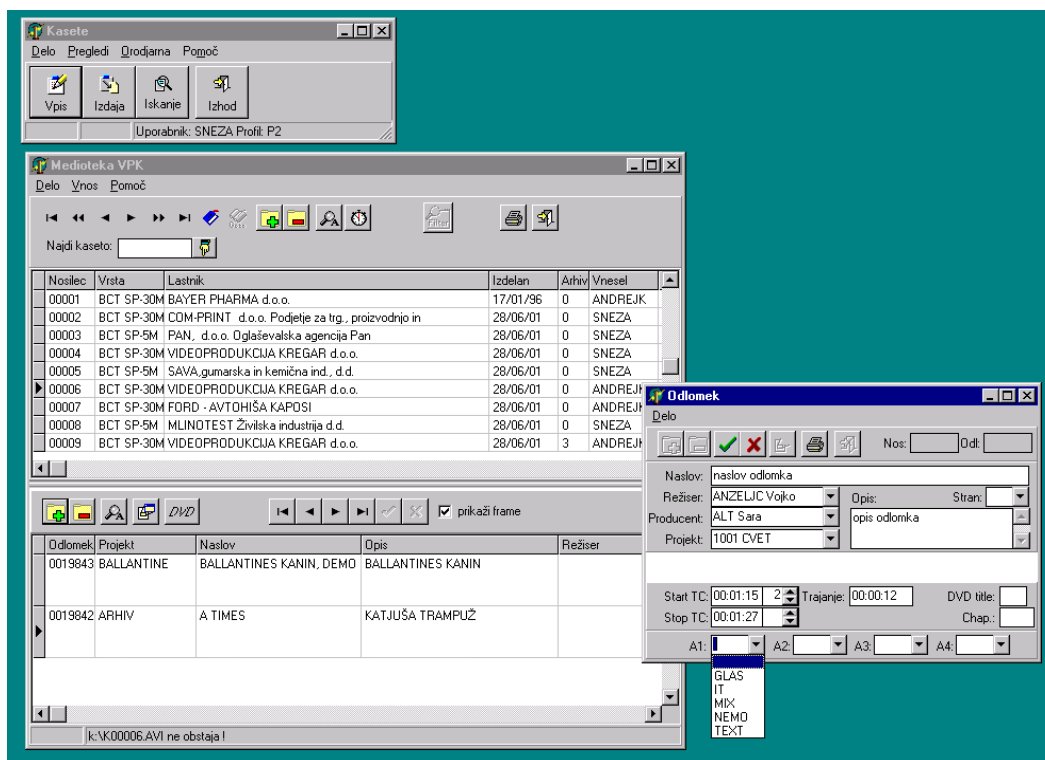 Kasete
Delo Pregledi Orodjarna Pomoč
Vpis Izdaja Iskanje Izhod
Uporabnik: SNEZA Profil: P2
Medioteka VPK
Delo Vnos Pomoč
Filter
Najdi kaseto:
Nosilec Vrsta Lastnik Izdelan Arhiv Vnesel
00001 BCT SP-30M BAYER PHARMA d.o.o. 17/01/96 0 ANDREJK
00002 BCT SP-30M COM-PRINT d.o.o. Podjetje za trg., proizvodnjo in 28/06/01 0 SNEZA
00003 BCT SP-5M PAN, d.o.o. Oglaševalska agencija Pan 28/06/01 0 SNEZA
00004 BCT SP-30M VIDEOPRODUKCIJA KREGAR d.o.o. 28/06/01 0 SNEZA
00005 BCT SP-5M SAVA,gumarska in kemična ind., d.d. 28/06/01 0 SNEZA
00006 BCT SP-30M VIDEOPRODUKCIJA KREGAR d.o.o. 28/06/01 0 ANDREJK
00007 BCT SP-30M FORD - AVTOHIŠA KAPOSI 28/06/01 0 ANDREJK
00008 BCT SP-5M MLINOTEST Živilska industrija d.d. 28/06/01 0 SNEZA
00009 BCT SP-30M VIDEOPRODUKCIJA KREGAR d.o.o. 28/06/01 3 ANDREJK
DVD prikaži frame
Odlomek Projekt Naslov Opis Režiser
0019843 BALLANTINE BALLANTINES KANIN, DEMO BALLANTINES KANIN
0019842 ARHIV A TIMES KATJUŠA TRAMPUŽ
k:\K00006.AVI ne obstaja !
Odlomek
Delo
Nos: Odl:
Naslov: naslov odlomka
Režiser: ANZELJC Vojko Opis: Stran:
Producent: ALT Sara opis odlomka
Projekt: 1001 CVET
Start TC: 00:01:15 2 Trajanje: 00:00:12 DVD title:
Stop TC: 00:01:27 Chap.:
A1: A2: A3: A4:
GLAS
IT
MIX
NEMO
TEXT